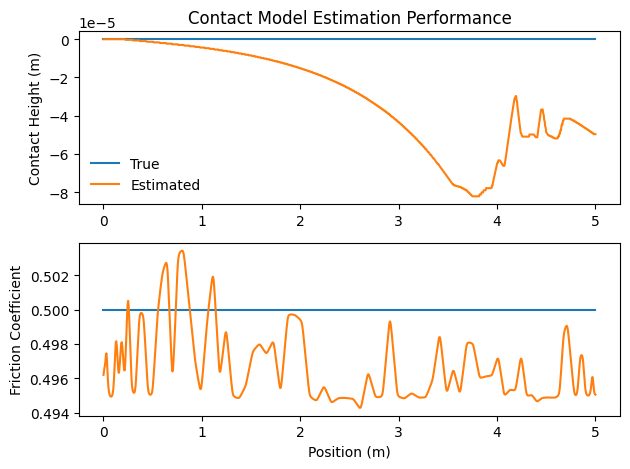 Contact Model Estimation Performance
1e−5
Contact Height (m)
0
−2
−4
−6
−8
True
Estimated
0 1 2 3 4 5
Friction Coefficient
0.502
0.500
0.498
0.496
0.494
0 1 2 3 4 5
Position (m)